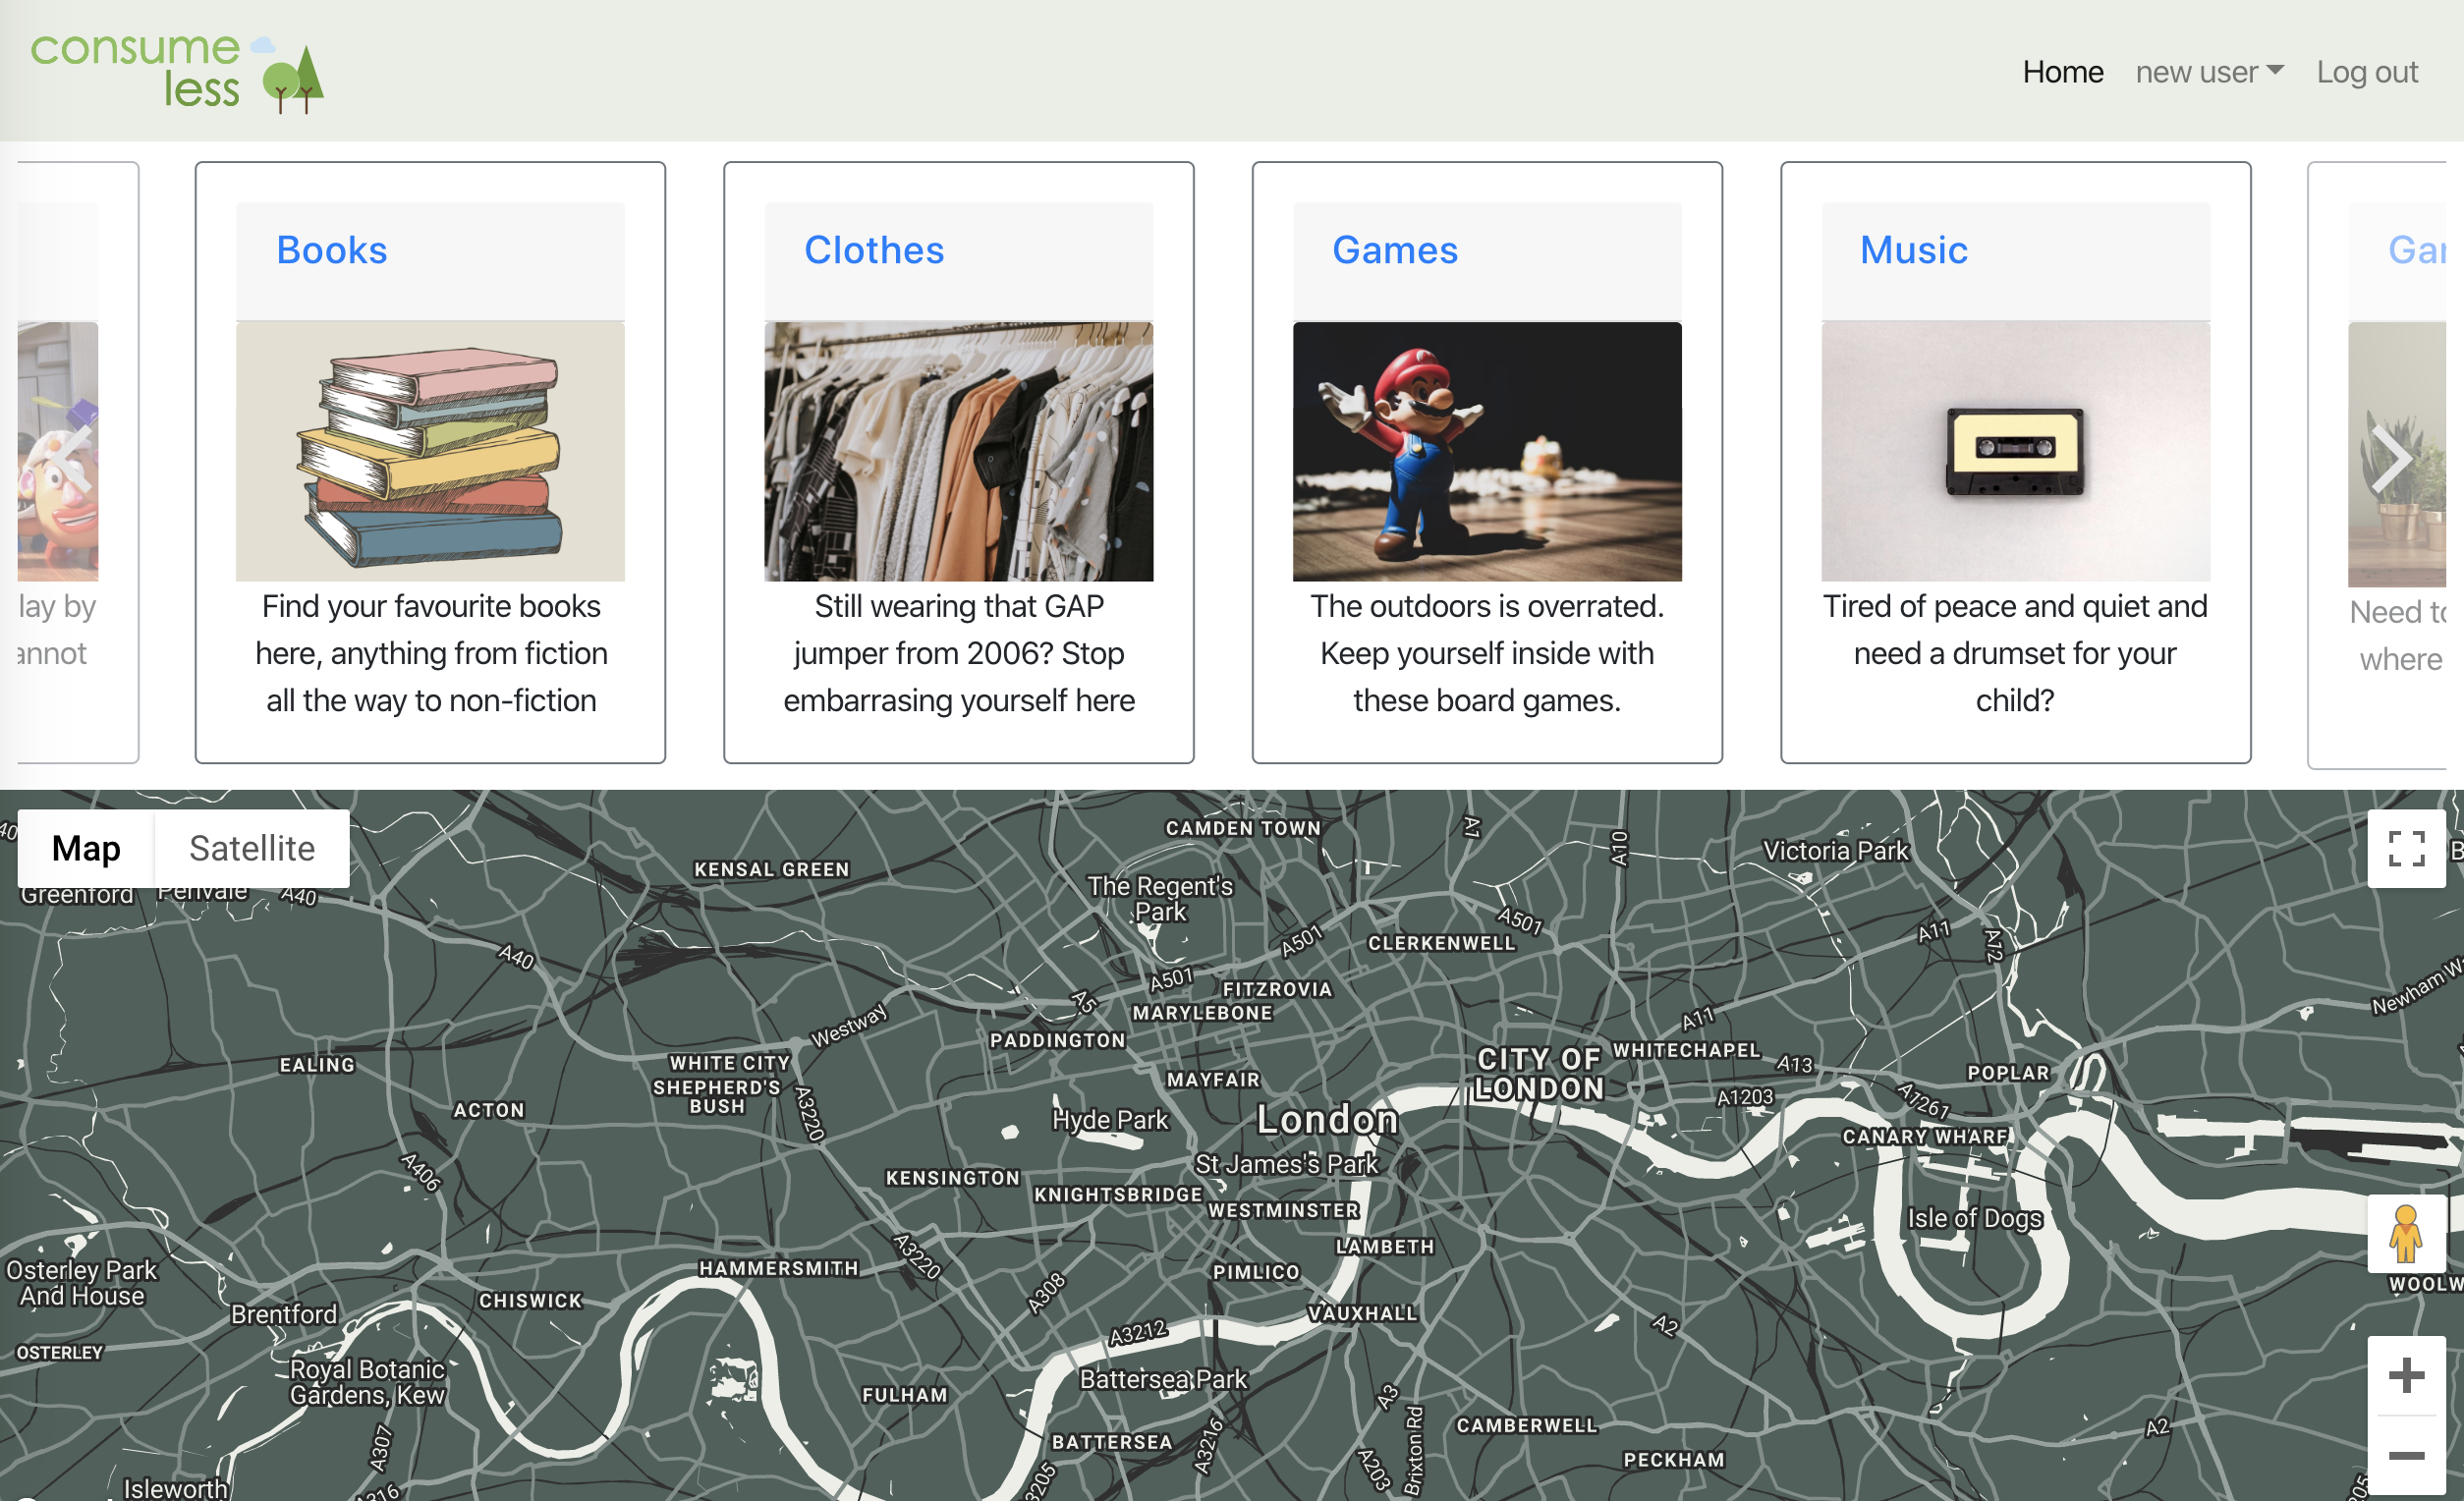 consume
less
Home
new user
Log out
Books
Clothes
Games
Music
lay by
annot
Find your favourite books
here, anything from fiction
all the way to non-fiction
Still wearing that GAP
jumper from 2006? Stop
embarrasing yourself here
The outdoors is overrated.
Keep yourself inside with
these board games.
Tired of peace and quiet and
need a drumset for your
child?
Need to
where
Map
Satellite
Greenford
Perivale
A40
KENSAL GREEN
CAMDEN TOWN
A1
A10
Victoria Park
The Regent's
Park
A40
A501
A501
CLERKENWELL
A11
A12
A501
A5
FITZROVIA
MARYLEBONE
Westway
PADDINGTON
A11
Newham W
EALING
WHITE CITY
SHEPHERD'S
BUSH
MAYFAIR
CITY OF
LONDON
WHITECHAPEL
A13
POPLAR
ACTON
A3220
Hyde Park
London
A1203
A1261
CANARY WHARF
A406
KENSINGTON
St James's Park
KNIGHTSBRIDGE
WESTMINSTER
Isle of Dogs
LAMBETH
Osterley Park
And House
HAMMERSMITH
A3220
PIMLICO
WOOLW
Brentford
CHISWICK
A308
VAUXHALL
A2
A3212
OSTERLEY
Royal Botanic
Gardens, Kew
Battersea Park
FULHAM
A3
CAMBERWELL
A2
A307
BATTERSEA
A3216
Brixton Rd
PECKHAM
A203
Isleworth
A316
3205